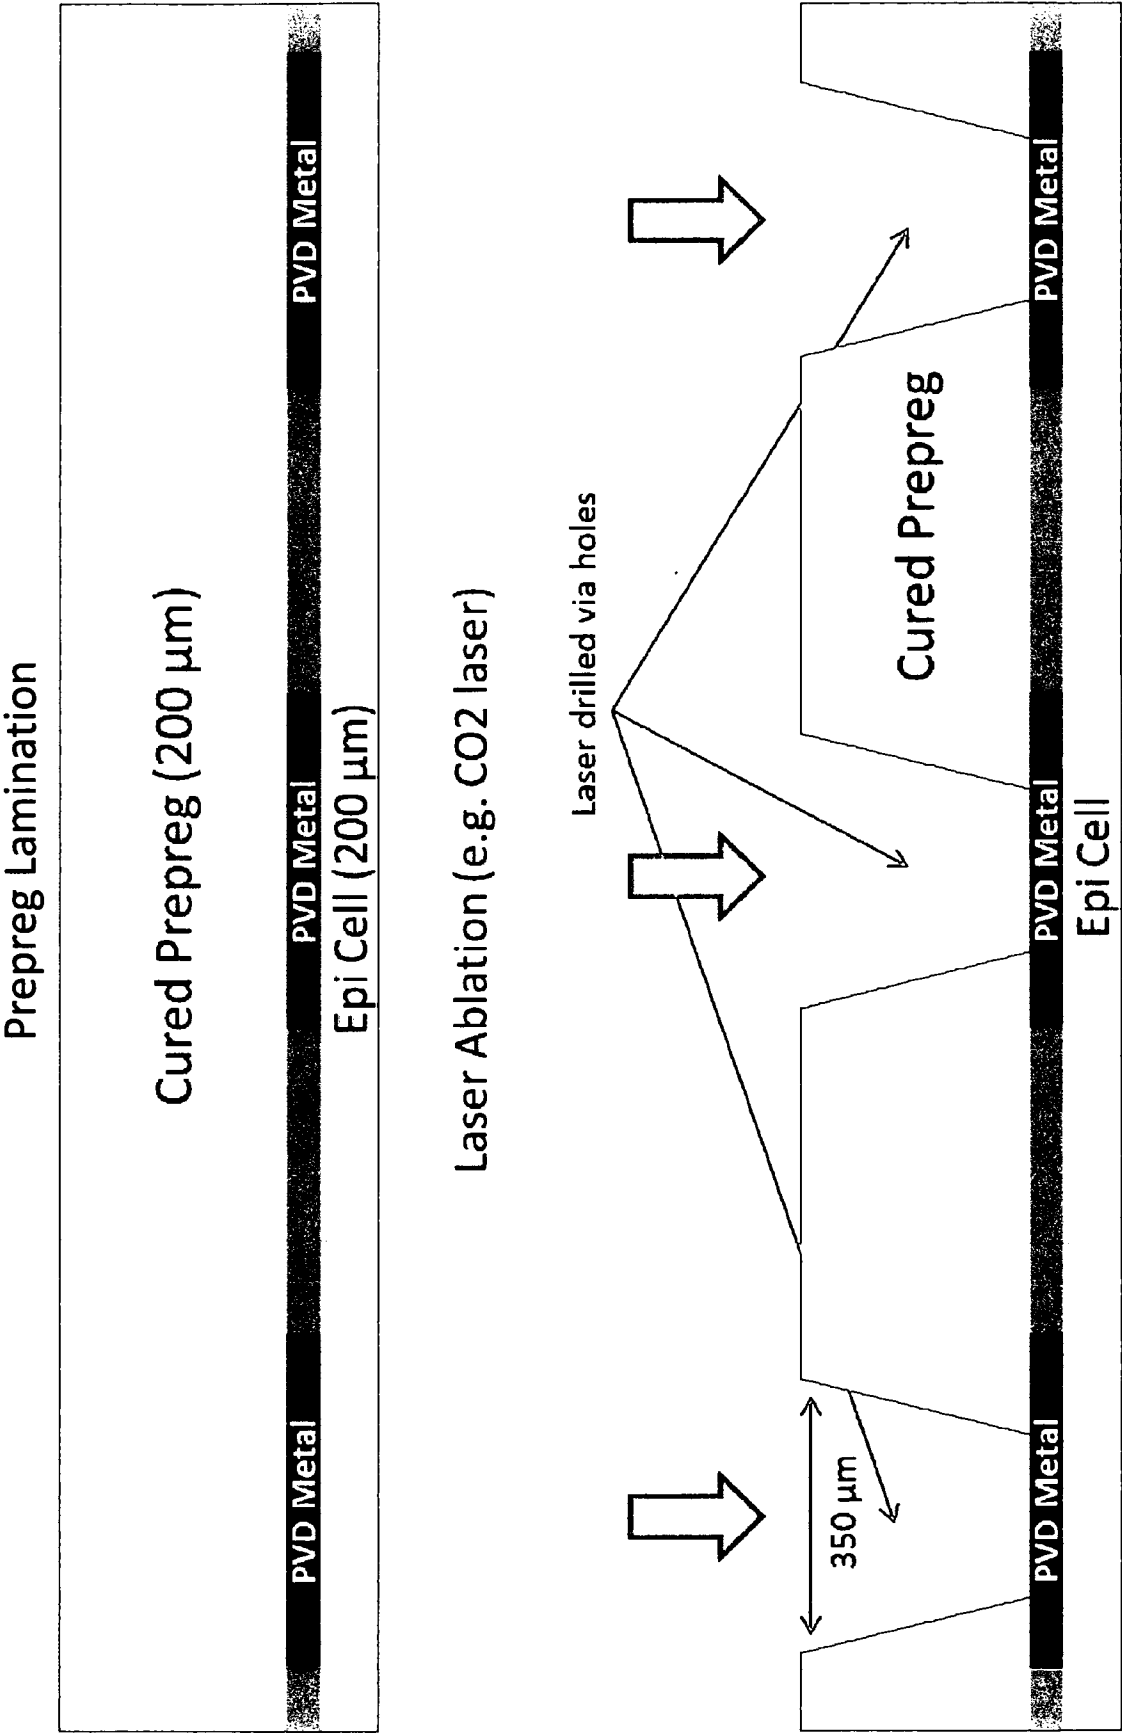 Prepreg Lamination
Cured Prepreg (200 µm)
PVD Metal
PVD Metal
PVD Metal
Epi Cell (200 µm)
Laser Ablation (e.g. CO2 laser)
Laser drilled via holes
350 µm
Cured Prepreg
PVD Metal
PVD Metal
PVD Metal
Epi Cell